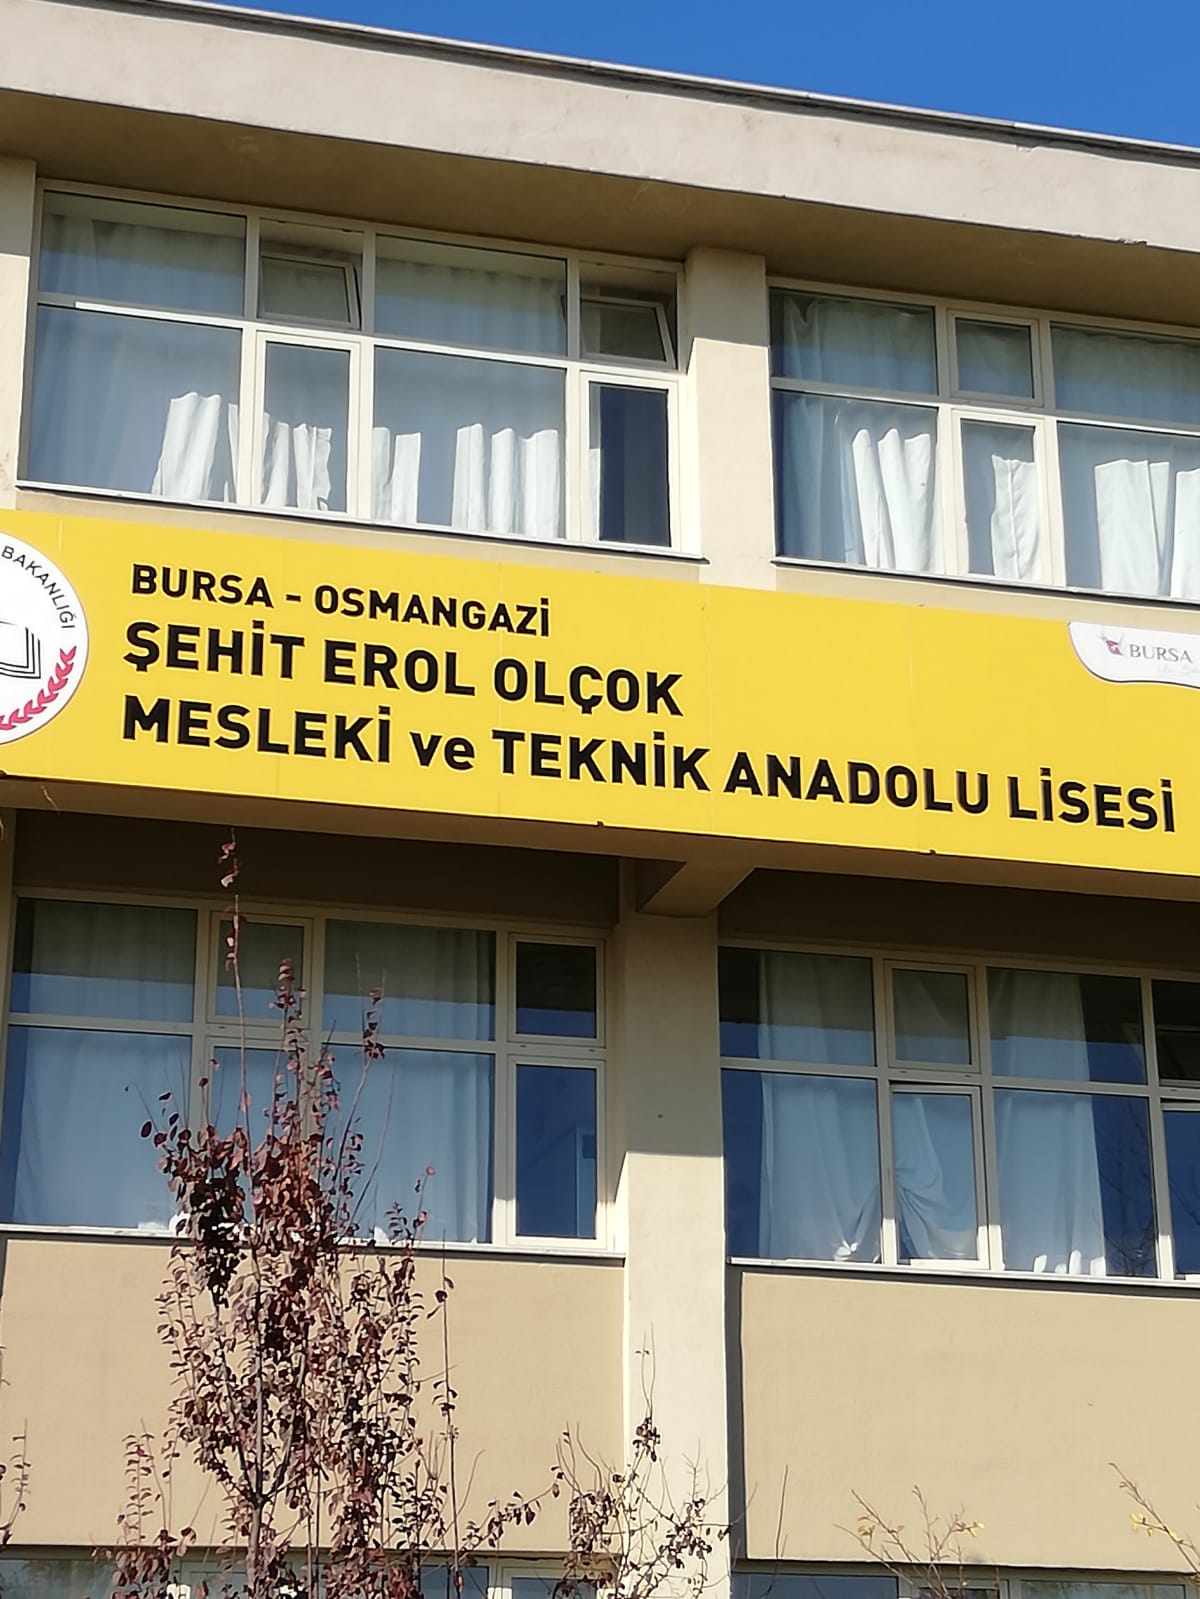 BAKANLIĞI
BURSA - OSMANGAZİ
ŞEHİT EROL OLÇOK
MESLEKİ ve TEKNİK ANADOLU LİSESİ
BURSA